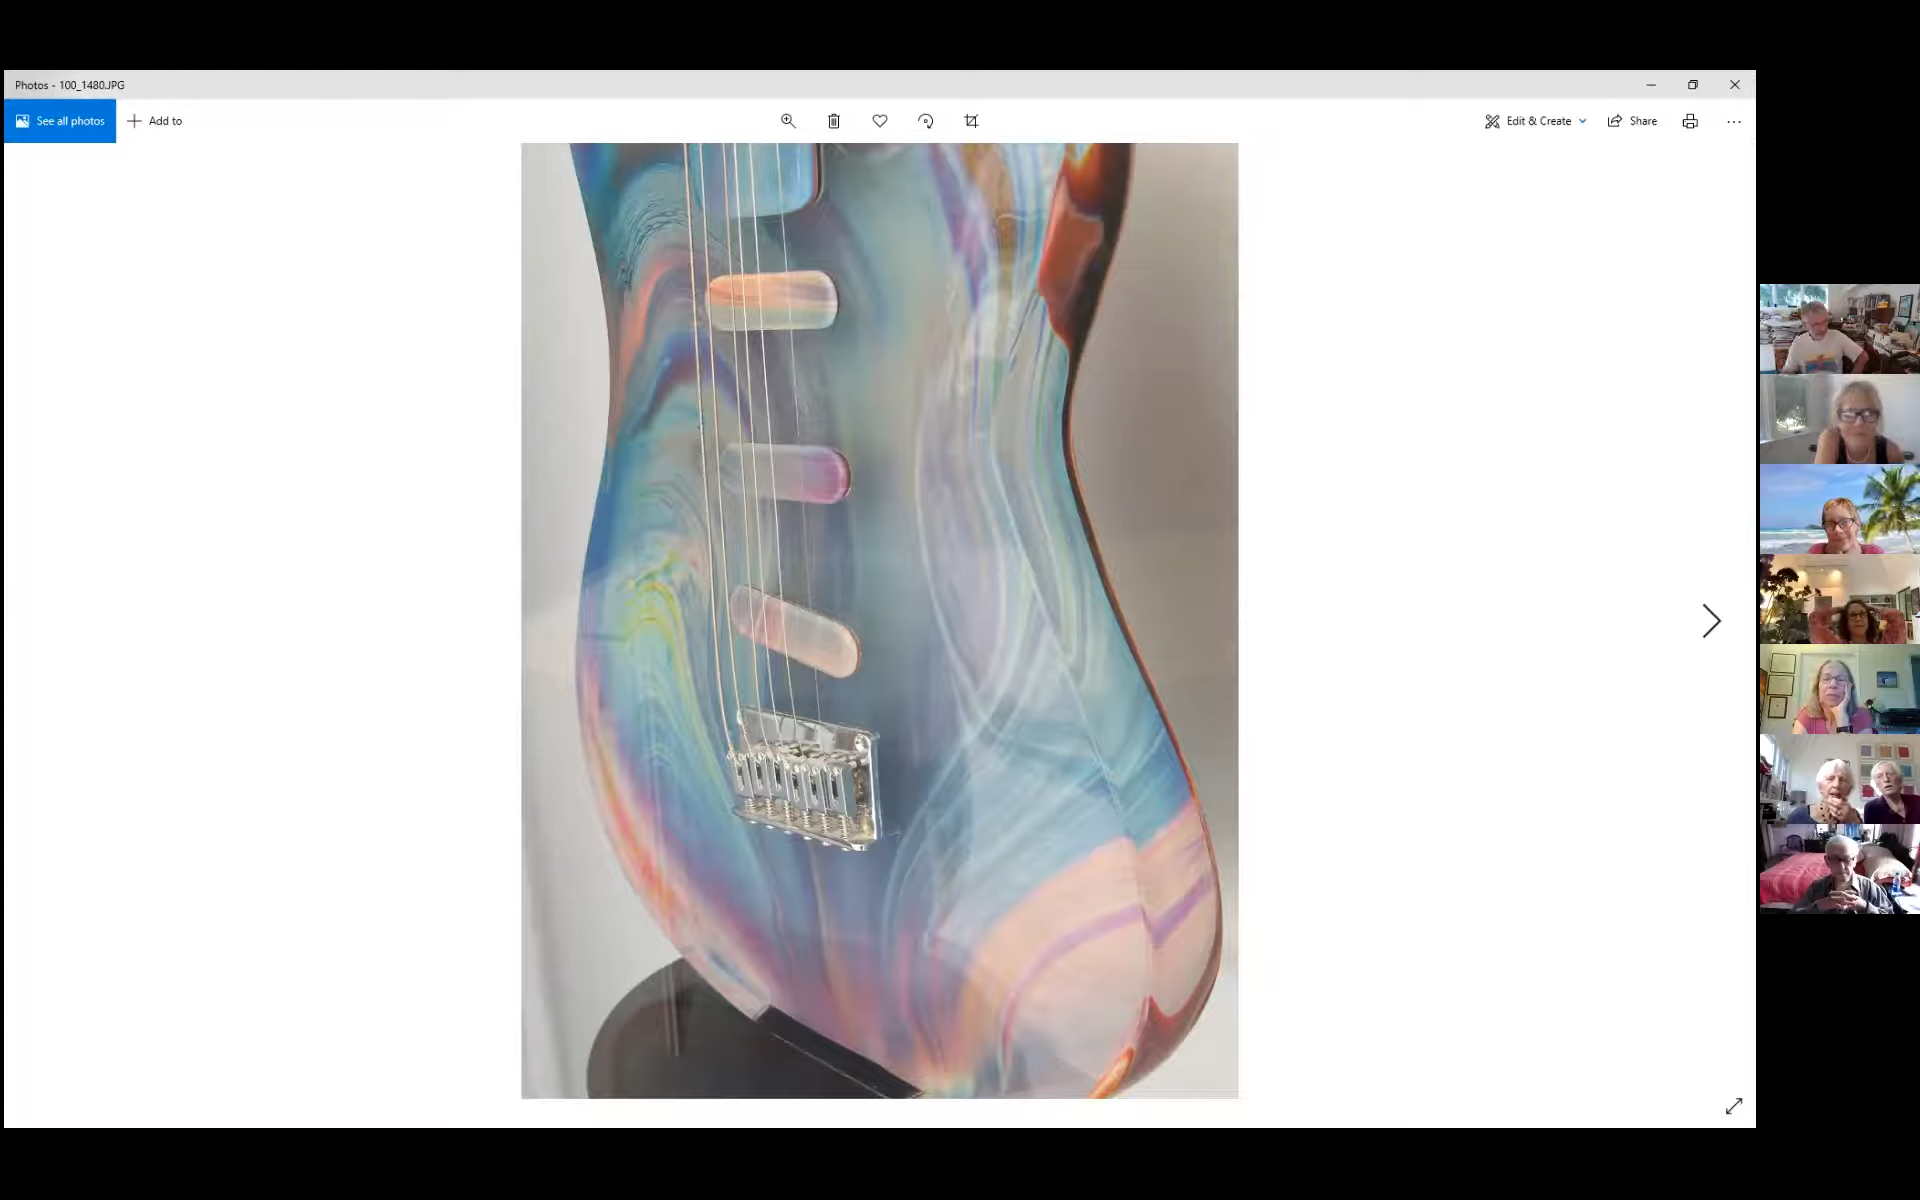 Photos - 100_1480.JPG
See all photos
Add to
Edit & Create
Share